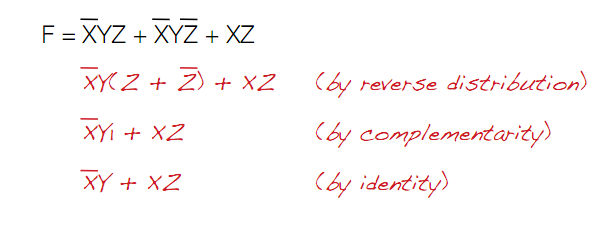 F = X̅YZ + X̅YZ̅ + XZ
X̅Y(Z + Z̅) + XZ (by reverse distribution)
X̅Y1 + XZ (by complementarity)
X̅Y + XZ (by identity)